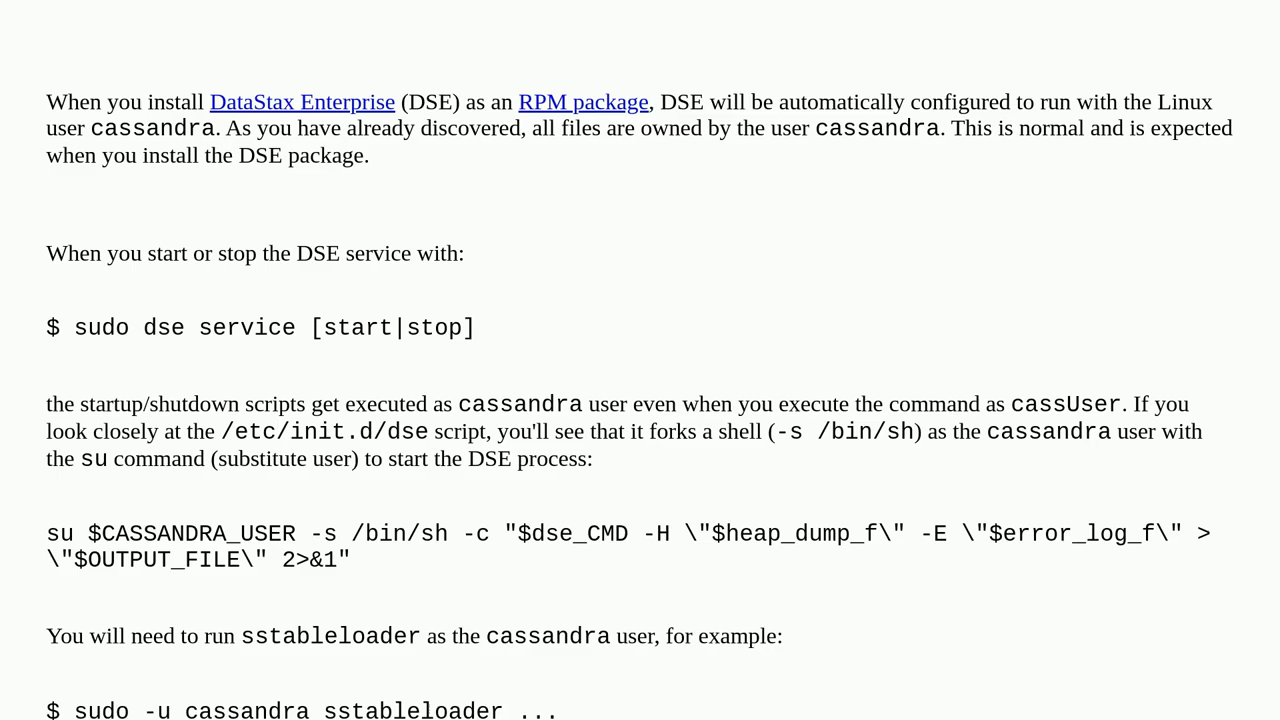 When you install DataStax Enterprise (DSE) as an RPM package, DSE will be automatically configured to run with the Linux
user cassandra. As you have already discovered, all files are owned by the user cassandra. This is normal and is expected
when you install the DSE package.
When you start or stop the DSE service with:
$ sudo dse service [start|stop]
the startup/shutdown scripts get executed as cassandra user even when you execute the command as cassUser. If you
look closely at the /etc/init.d/dse script, you'll see that it forks a shell (-s /bin/sh) as the cassandra user with
the su command (substitute user) to start the DSE process:
su $CASSANDRA_USER -s /bin/sh -c "$dse_CMD -H \"$heap_dump_f\" -E \"$error_log_f\" >
\"$OUTPUT_FILE\" 2>&1"
You will need to run sstableloader as the cassandra user, for example:
$ sudo -u cassandra sstableloader ...